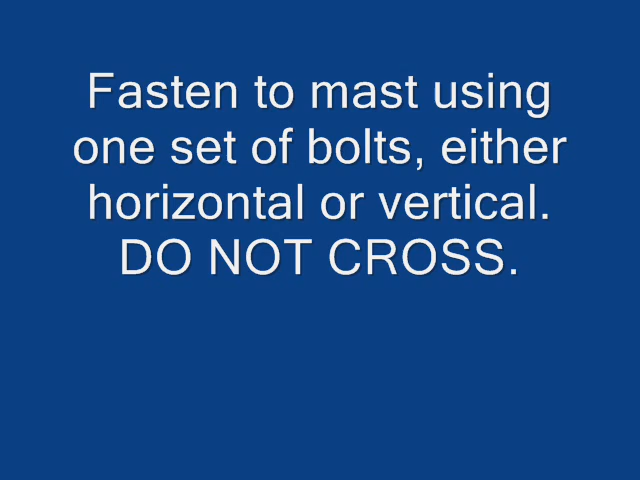 Fasten to mast using
one set of bolts, either
horizontal or vertical.
DO NOT CROSS.